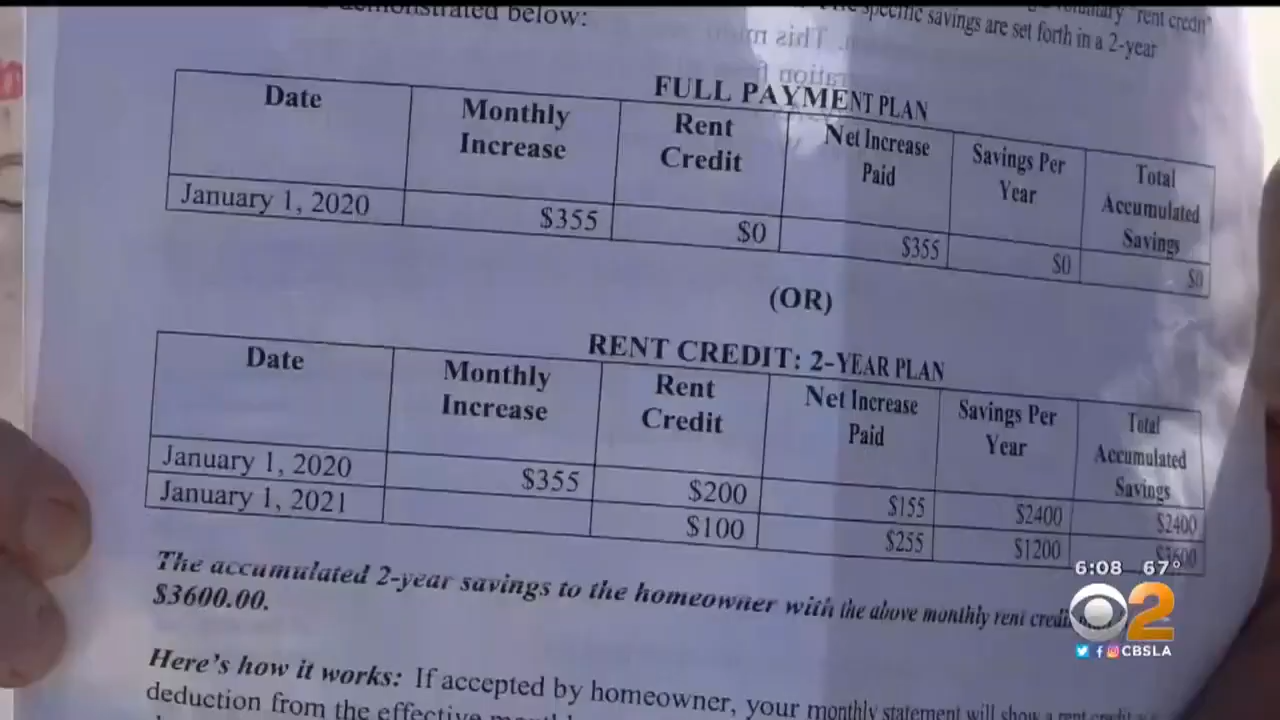 demonstrated below:
"rent credit"
specific savings are set forth in a 2-year
FULL PAYMENT PLAN
Date Monthly Increase Rent Credit Net Increase Paid Savings Per Year Total Accumulated Savings
January 1, 2020 $355 $0 $355 $0 $0
(OR)
RENT CREDIT: 2-YEAR PLAN
Date Monthly Increase Rent Credit Net Increase Paid Savings Per Year Total Accumulated Savings
January 1, 2020 $355 $200 $155 $2400 $2400
January 1, 2021 $100 $255 $1200 $3600
The accumulated 2-year savings to the homeowner with the above monthly rent credit
$3600.00.
Here's how it works: If accepted by homeowner, your monthly statement will show a rent credit
deduction from the effective
6:08 67°
2
CBSLA